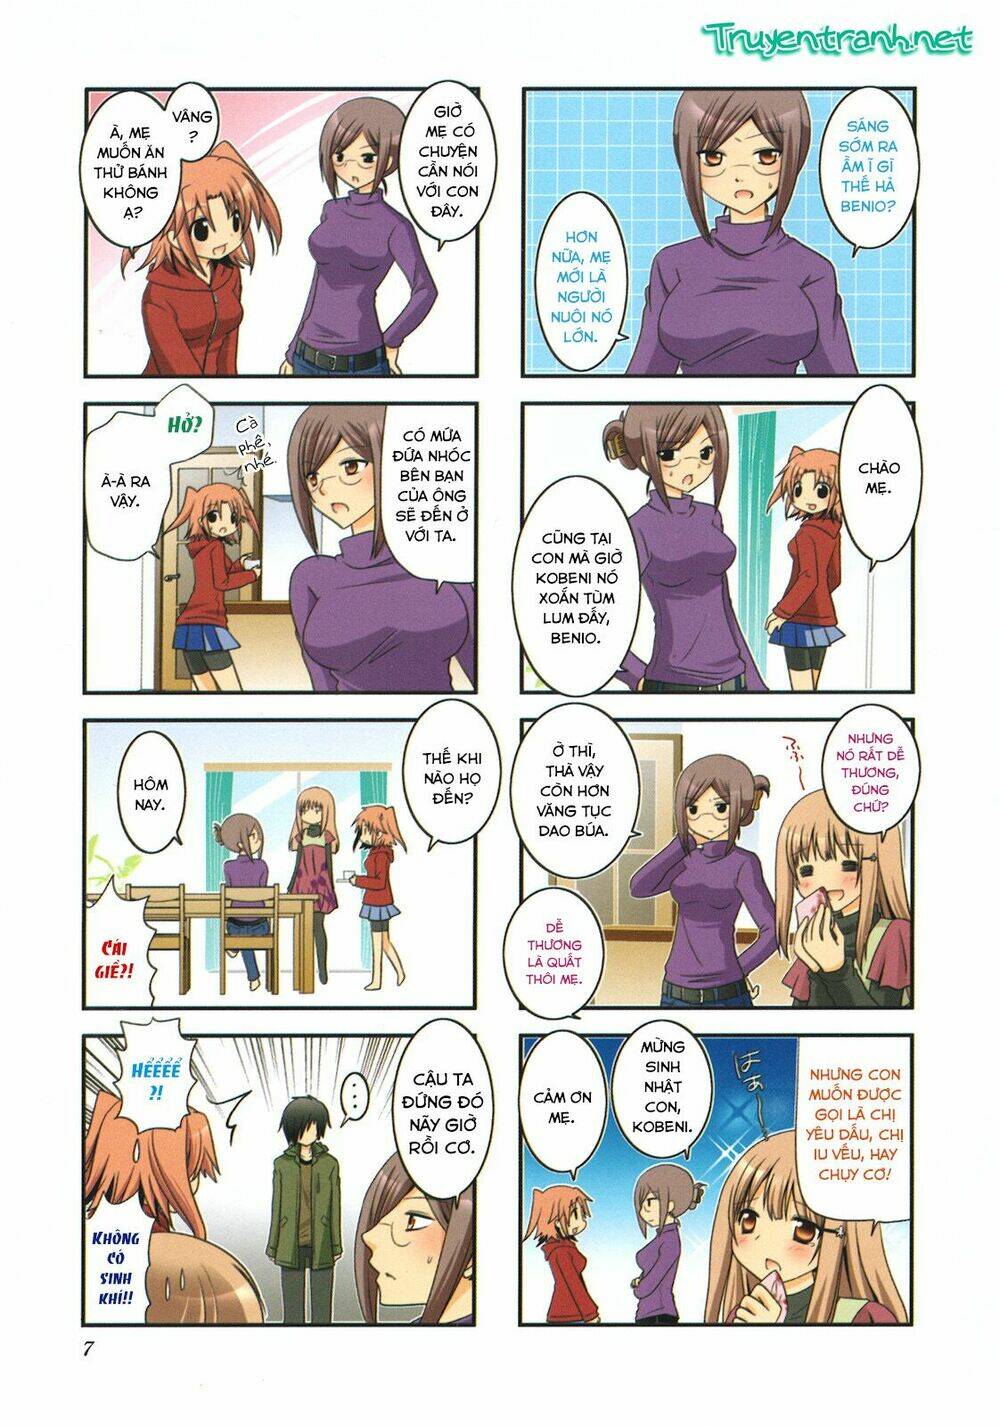 Truyentranh.net
SÁNG
SỚM RA
ẦM Ĩ GÌ
THẾ HẢ
BENIO?
HƠN
NỮA, MẸ
MỚI LÀ
NGƯỜI
NUÔI NÓ
LỚN.
CHÀO
MẸ.
CŨNG TẠI
CON MÀ GIỜ
KOBENI NÓ
XOẮN TÙM
LUM ĐẤY,
BENIO.
NHƯNG
NÓ RẤT DỄ
THƯƠNG,
ĐÚNG
CHỨ?
Ờ THÌ,
THÀ VẬY
CÒN HƠN
VĂNG TỤC
DAO BÚA.
DỄ
THƯƠNG
LÀ QUẤT
THÔI MẸ.
NHƯNG CON
MUỐN ĐƯỢC
GỌI LÀ CHỊ
YÊU DẤU, CHỊ
IU VẾU, HAY
CHỤY CƠ!
はぁ〜
MỪNG
SINH
NHẬT
CON,
KOBENI.
CẢM ƠN
MẸ.
GIỜ
MẸ CÓ
CHUYỆN
CẦN NÓI
VỚI CON
ĐÂY.
VÂNG
?
À, MẸ
MUỐN ĂN
THỬ BÁNH
KHÔNG
Ạ?
CÓ MỨA
ĐỨA NHÓC
BÊN BẠN
CỦA ÔNG
SẼ ĐẾN Ở
VỚI TA.
Cà
phê,
nhé.
HỞ?
À-À RA
VẬY.
THẾ KHI
NÀO HỌ
ĐẾN?
HÔM
NAY.
CÁI
GIỀ?!
CẬU TA
ĐỨNG ĐÓ
NÃY GIỜ
RỒI CƠ.
...
HẾẾẾẾ
?!
KHÔNG
CÓ
SINH
KHÍ!!
7